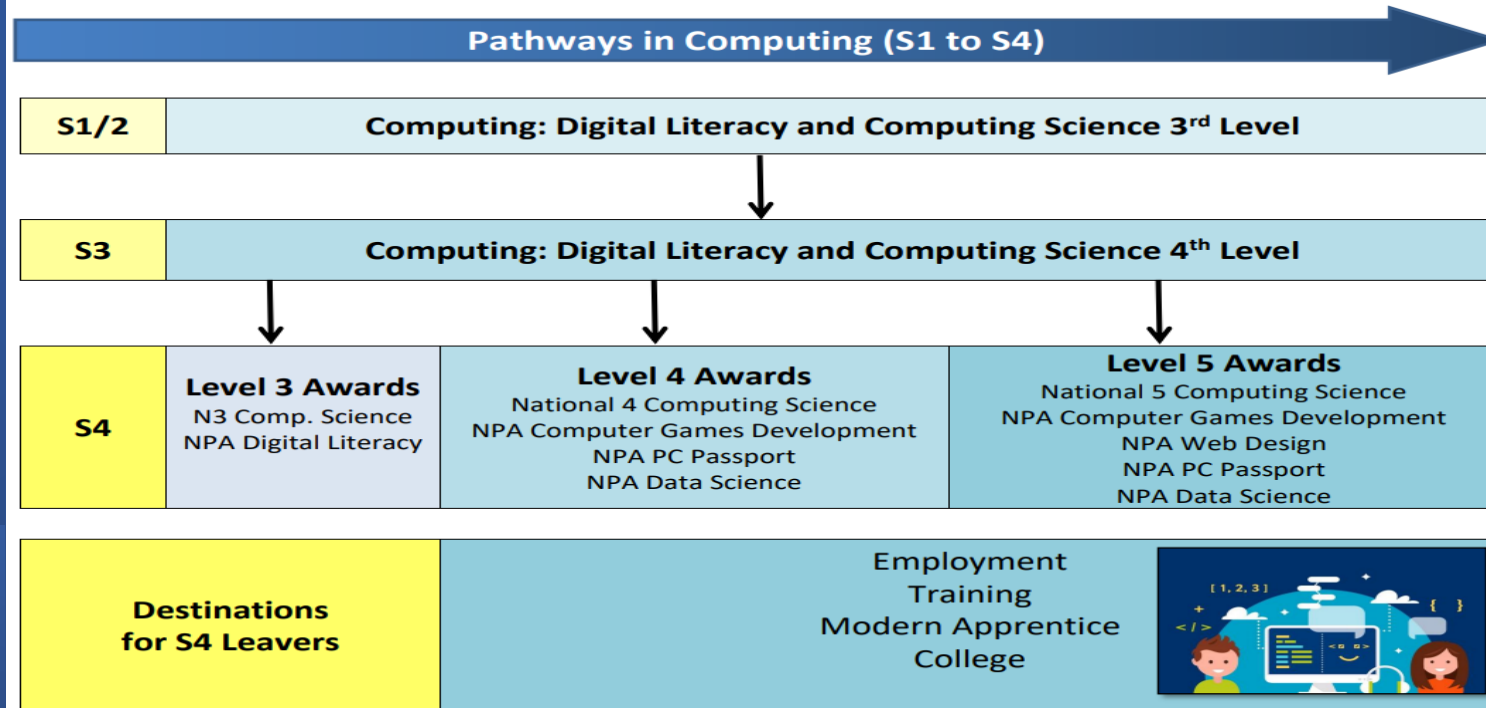 Pathways in Computing (S1 to S4)
S1/2
Computing: Digital Literacy and Computing Science 3rd Level
S3
Computing: Digital Literacy and Computing Science 4th Level
S4
Level 3 Awards
N3 Comp. Science
NPA Digital Literacy
Level 4 Awards
National 4 Computing Science
NPA Computer Games Development
NPA PC Passport
NPA Data Science
Level 5 Awards
National 5 Computing Science
NPA Computer Games Development
NPA Web Design
NPA PC Passport
NPA Data Science
Destinations
for S4 Leavers
Employment
Training
Modern Apprentice
College
[ 1, 2, 3 ]
+
</>
{ }